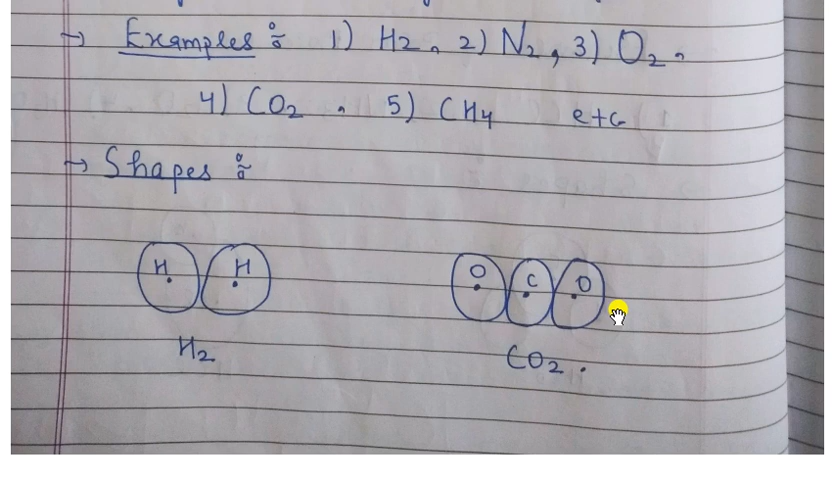 → Examples : 1) H2, 2) N2, 3) O2,
4) CO2, 5) CH4 etc
→ Shapes :
H H O C O
H2 CO2.